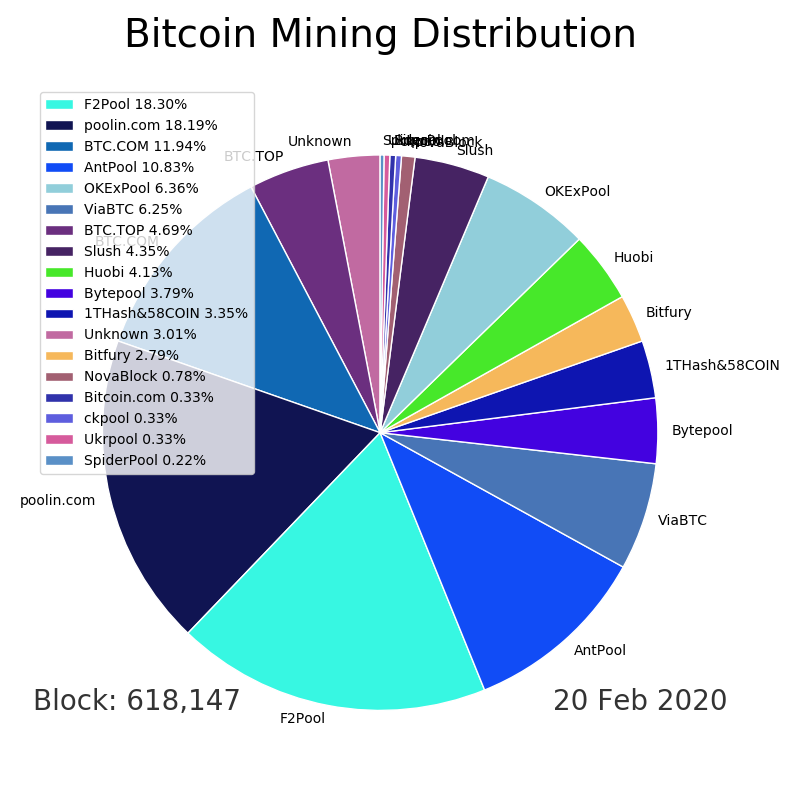 Bitcoin Mining Distribution
F2Pool 18.30%
poolin.com 18.19%
BTC.COM 11.94%
AntPool 10.83%
OKExPool 6.36%
ViaBTC 6.25%
BTC.TOP 4.69%
Slush 4.35%
Huobi 4.13%
Bytepool 3.79%
1THash&58COIN 3.35%
Unknown 3.01%
Bitfury 2.79%
NovaBlock 0.78%
Bitcoin.com 0.33%
ckpool 0.33%
Ukrpool 0.33%
SpiderPool 0.22%
Unknown
BTC.TOP
BTC.COM
poolin.com
F2Pool
AntPool
ViaBTC
Bytepool
1THash&58COIN
Bitfury
Huobi
OKExPool
Slush
NovaBlock
Block: 618,147
20 Feb 2020